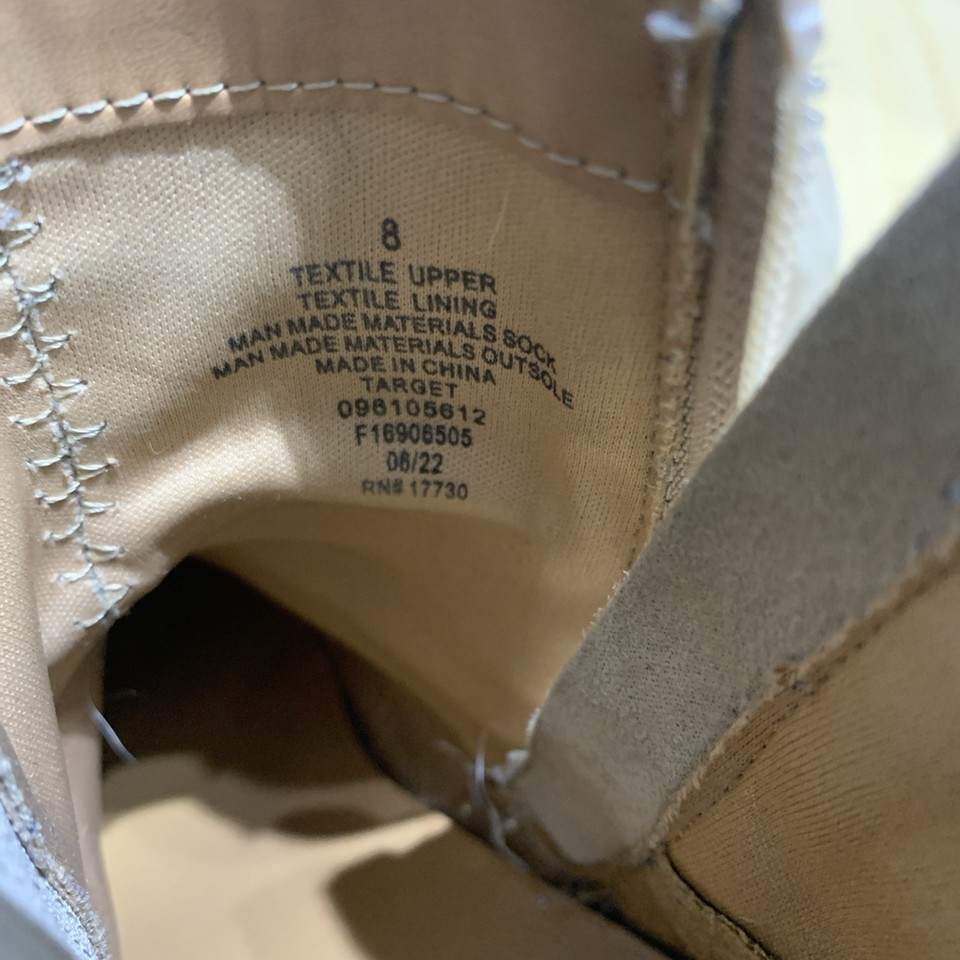 8
TEXTILE UPPER
TEXTILE LINING
MAN MADE MATERIALS SOCK
MAN MADE MATERIALS OUTSOLE
MADE IN CHINA
TARGET
096105612
F16906505
06/22
RN# 17730